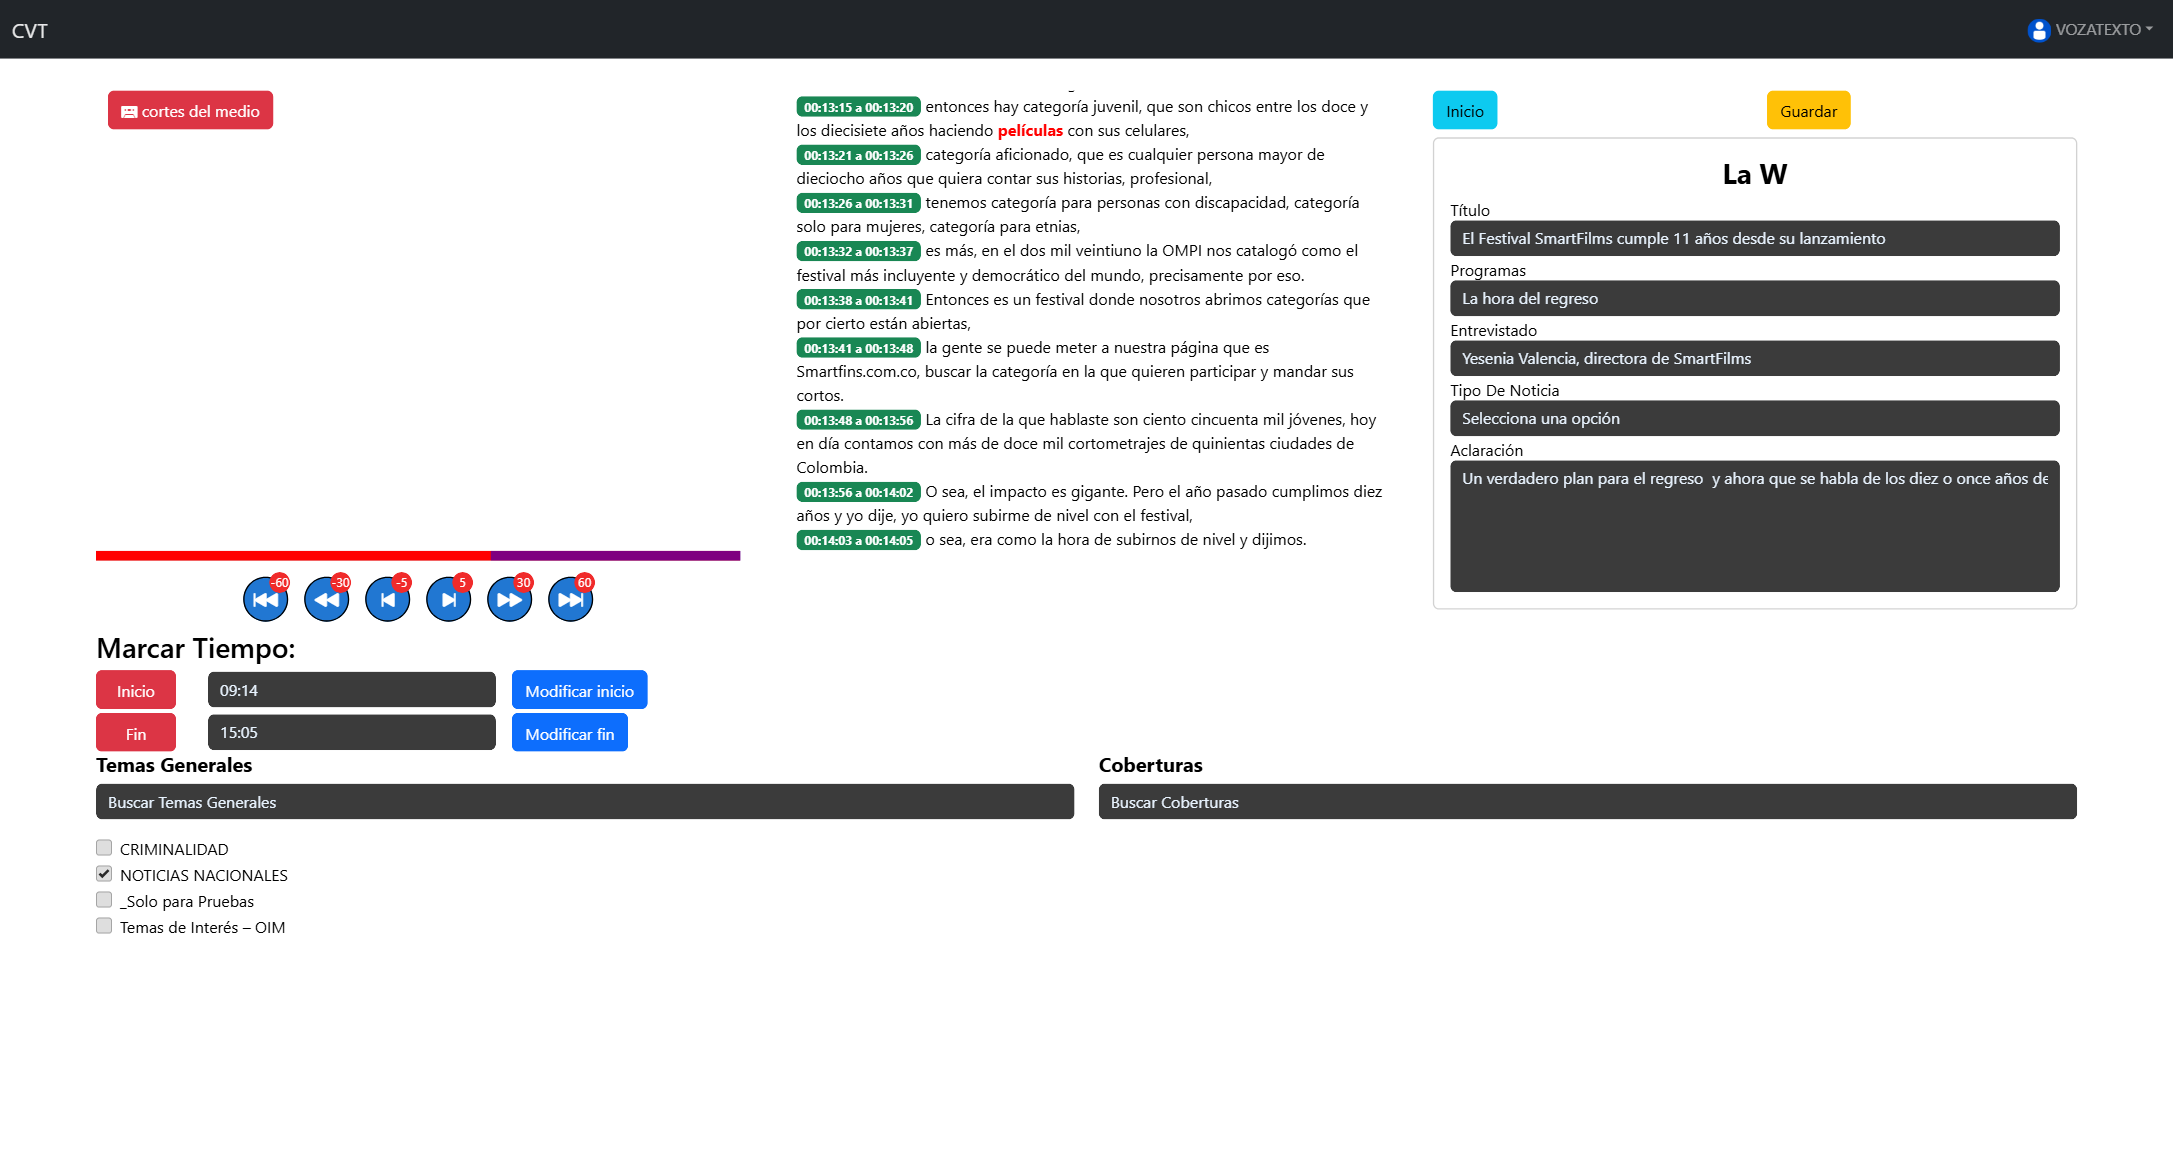 CVT
VOZATEXTO
cortes del medio
00:13:15 a 00:13:20 entonces hay categoría juvenil, que son chicos entre los doce y
los diecisiete años haciendo películas con sus celulares,
00:13:21 a 00:13:26 categoría aficionado, que es cualquier persona mayor de
dieciocho años que quiera contar sus historias, profesional,
00:13:26 a 00:13:31 tenemos categoría para personas con discapacidad, categoría
solo para mujeres, categoría para etnias,
00:13:32 a 00:13:37 es más, en el dos mil veintiuno la OMPI nos catalogó como el
festival más incluyente y democrático del mundo, precisamente por eso.
00:13:38 a 00:13:41 Entonces es un festival donde nosotros abrimos categorías que
por cierto están abiertas,
00:13:41 a 00:13:48 la gente se puede meter a nuestra página que es
Smartfins.com.co, buscar la categoría en la que quieren participar y mandar sus
cortos.
00:13:48 a 00:13:56 La cifra de la que hablaste son ciento cincuenta mil jóvenes, hoy
en día contamos con más de doce mil cortometrajes de quinientas ciudades de
Colombia.
00:13:56 a 00:14:02 O sea, el impacto es gigante. Pero el año pasado cumplimos diez
años y yo dije, yo quiero subirme de nivel con el festival,
00:14:03 a 00:14:05 o sea, era como la hora de subirnos de nivel y dijimos.
Inicio
Guardar
La W
Título
El Festival SmartFilms cumple 11 años desde su lanzamiento
Programas
La hora del regreso
Entrevistado
Yesenia Valencia, directora de SmartFilms
Tipo De Noticia
Selecciona una opción
Aclaración
Un verdadero plan para el regreso  y ahora que se habla de los diez o once años de
-60
-30
-5
5
30
60
Marcar Tiempo:
Inicio
09:14
Modificar inicio
Fin
15:05
Modificar fin
Temas Generales
Buscar Temas Generales
CRIMINALIDAD
NOTICIAS NACIONALES
_Solo para Pruebas
Temas de Interés – OIM
Coberturas
Buscar Coberturas